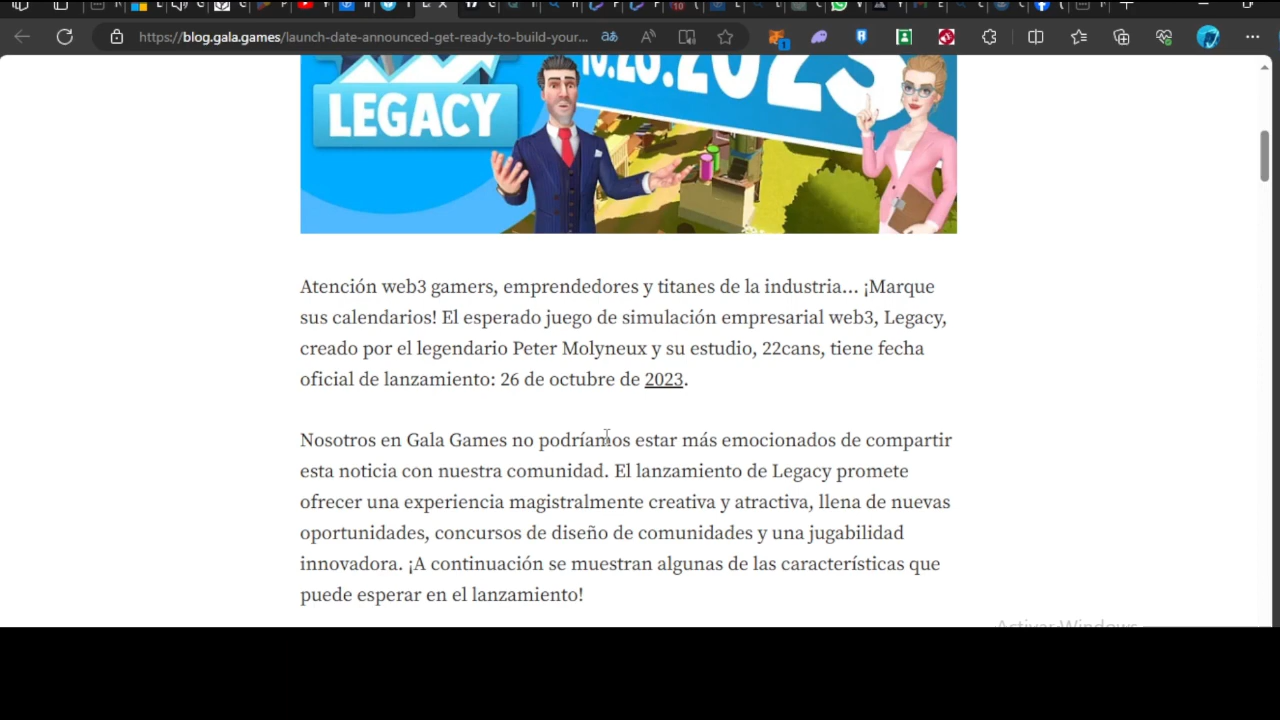 https://blog.gala.games/launch-date-announced-get-ready-to-build-your...
10.26.2023
LEGACY
Atención web3 gamers, emprendedores y titanes de la industria... ¡Marque
sus calendarios! El esperado juego de simulación empresarial web3, Legacy,
creado por el legendario Peter Molyneux y su estudio, 22cans, tiene fecha
oficial de lanzamiento: 26 de octubre de 2023.
Nosotros en Gala Games no podríamos estar más emocionados de compartir
esta noticia con nuestra comunidad. El lanzamiento de Legacy promete
ofrecer una experiencia magistralmente creativa y atractiva, llena de nuevas
oportunidades, concursos de diseño de comunidades y una jugabilidad
innovadora. ¡A continuación se muestran algunas de las características que
puede esperar en el lanzamiento!
Activar Windows